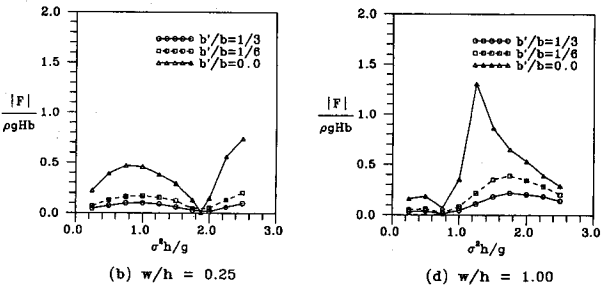 2.0
1.5
1.0
0.5
0.0
|F|
ρgHb
b'/b=1/3
b'/b=1/6
b'/b=0.0
0.0 1.0 2.0 3.0
σ²h/g
(b) w/h = 0.25
2.0
1.5
1.0
0.5
0.0
|F|
ρgHb
b'/b=1/3
b'/b=1/6
b'/b=0.0
0.0 1.0 2.0 3.0
σ²h/g
(d) w/h = 1.00